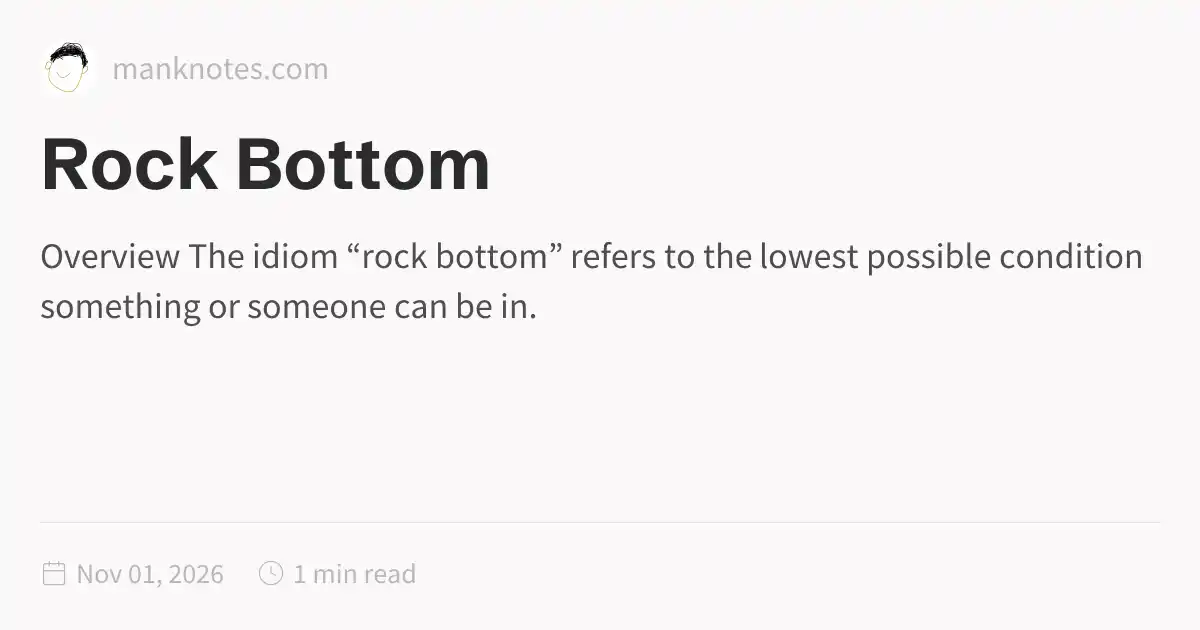 manknotes.com
Rock Bottom
Overview The idiom “rock bottom” refers to the lowest possible condition
something or someone can be in.
Nov 01, 2026 1 min read